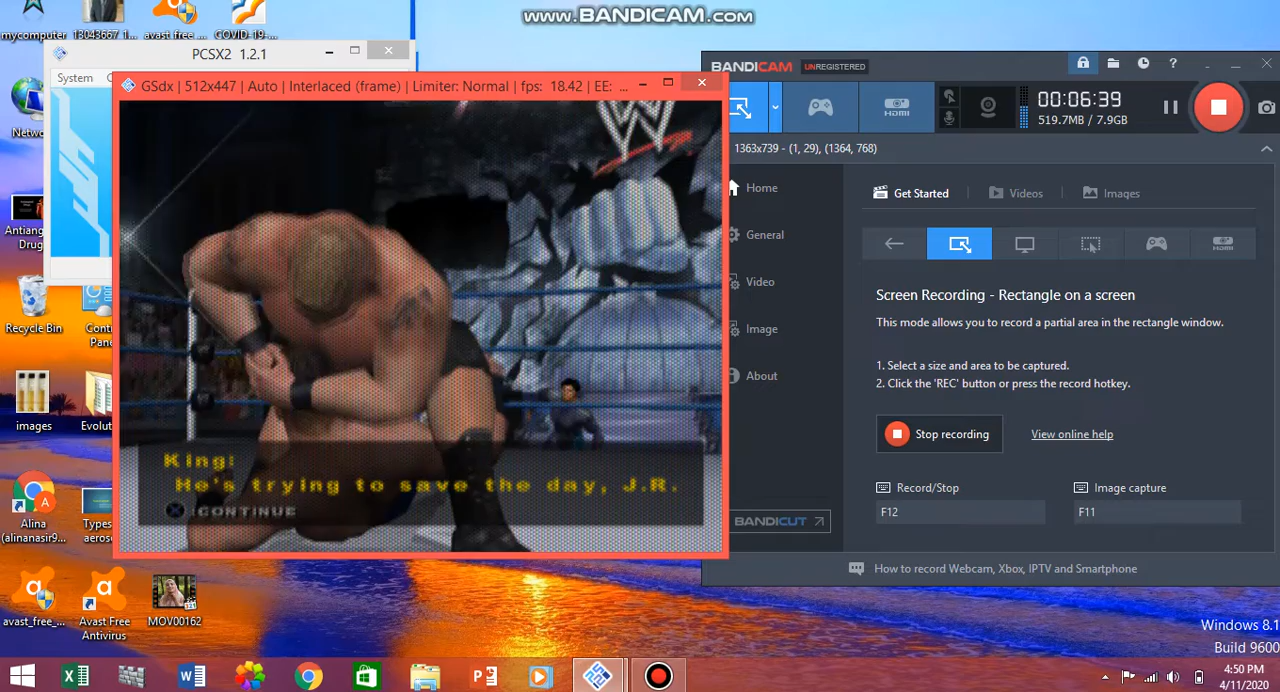 www.BANDICAM.com
mycomputer
13043667_1...
avast_free_...
COVID-19-...
PCSX2 1.2.1
System
GSdx | 512x447 | Auto | Interlaced (frame) | Limiter: Normal | fps: 18.42 | EE: ...
BANDICAM UNREGISTERED
00:06:39
519.7MB / 7.9GB
HDMI
1363x739 - (1, 29), (1364, 768)
Home
General
Video
Image
About
BANDICUT
Get Started
Videos
Images
HDMI
Screen Recording - Rectangle on a screen
This mode allows you to record a partial area in the rectangle window.
1. Select a size and area to be captured.
2. Click the 'REC' button or press the record hotkey.
Stop recording
View online help
Record/Stop
Image capture
F12
F11
How to record Webcam, Xbox, IPTV and Smartphone
W
King:
He's trying to save the day, J.R.
CONTINUE
Netwo
Antiang
Drug
Recycle Bin
Conti
Pane
images
Evolut
Alina
(alinanasir9...
Types
aeros
avast_free_...
Avast Free
Antivirus
321
MOV00162
Windows 8.1
Build 9600
4:50 PM
4/11/2020